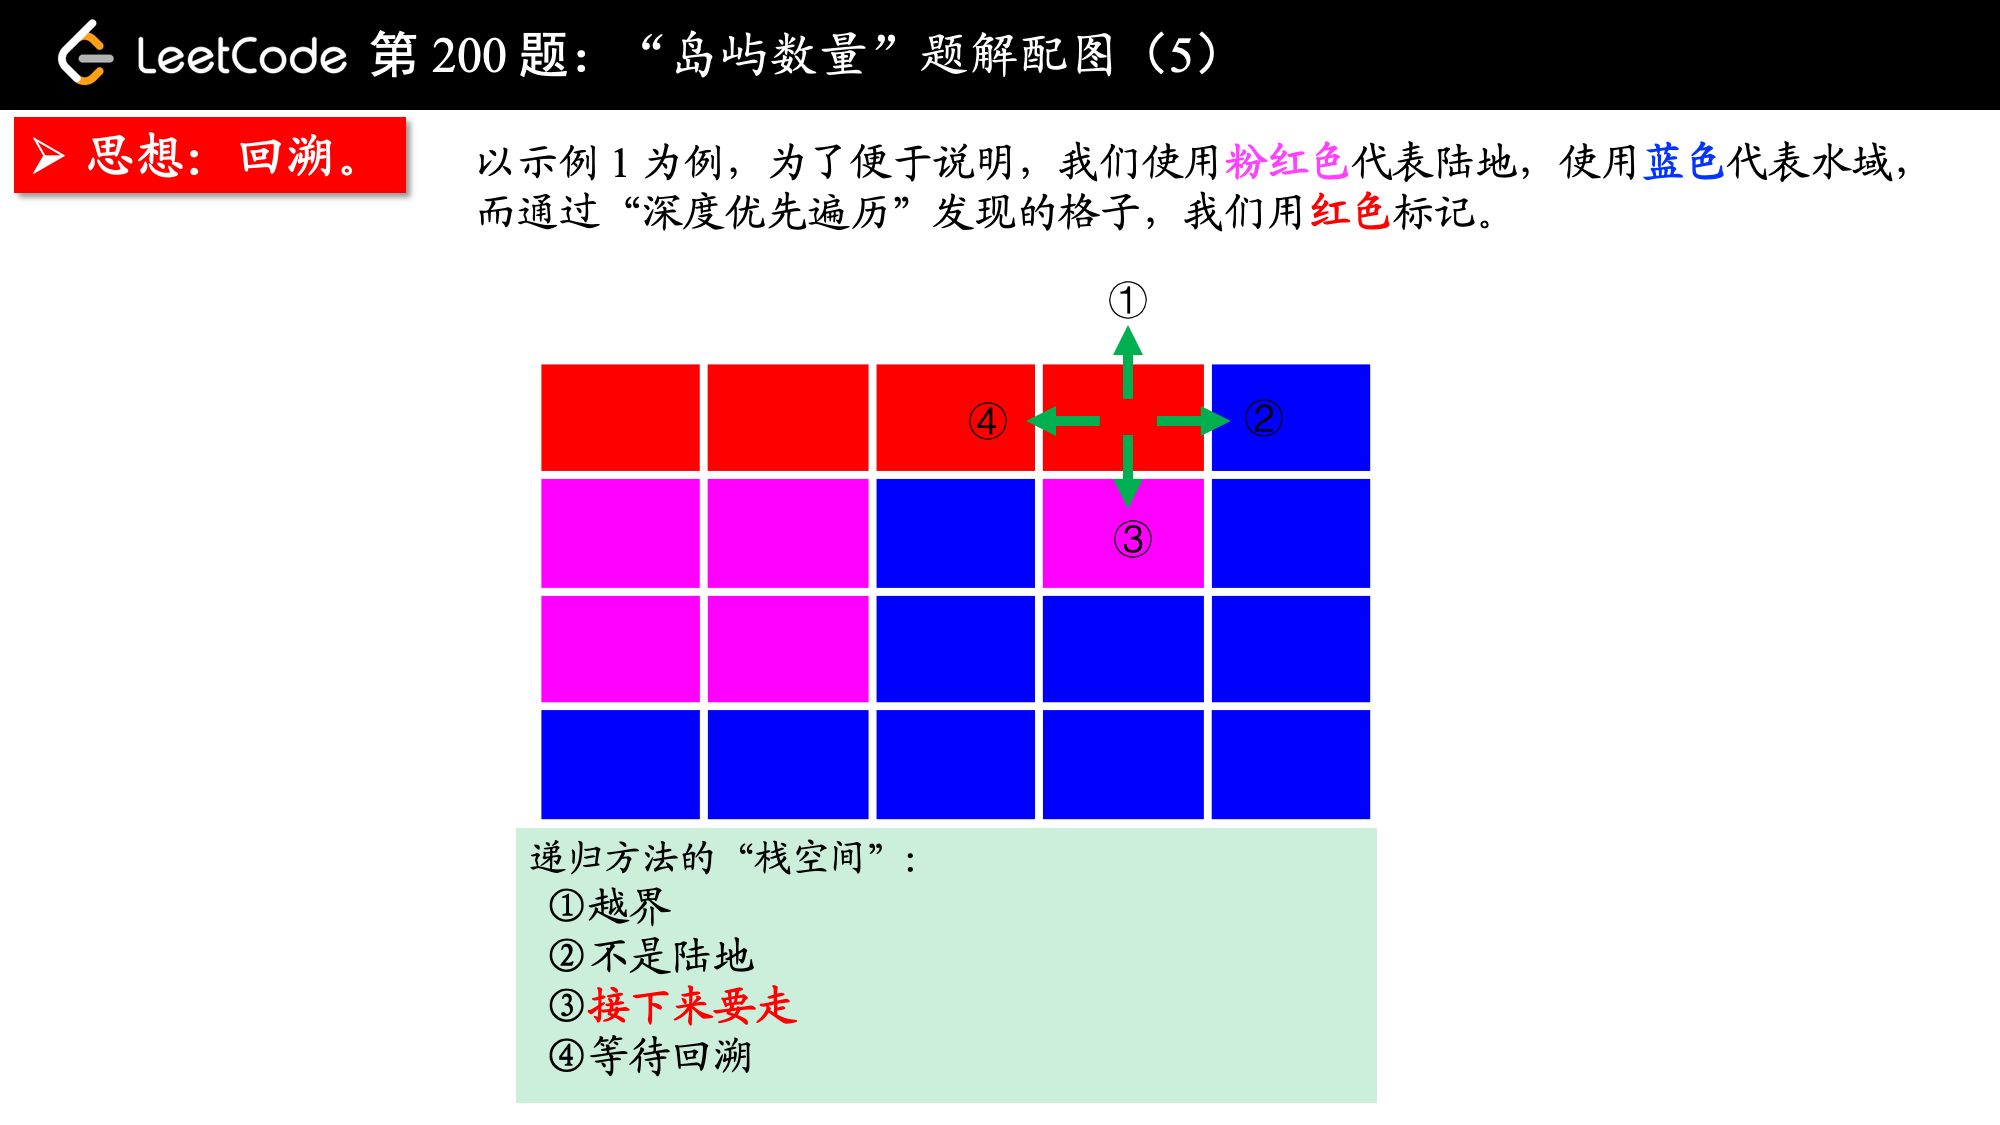 LeetCode 第 200 题：“岛屿数量”题解配图（5）
➢ 思想：回溯。
以示例 1 为例，为了便于说明，我们使用粉红色代表陆地，使用蓝色代表水域，
而通过“深度优先遍历”发现的格子，我们用红色标记。
①
④
②
③
递归方法的“栈空间”：
①越界
②不是陆地
③接下来要走
④等待回溯